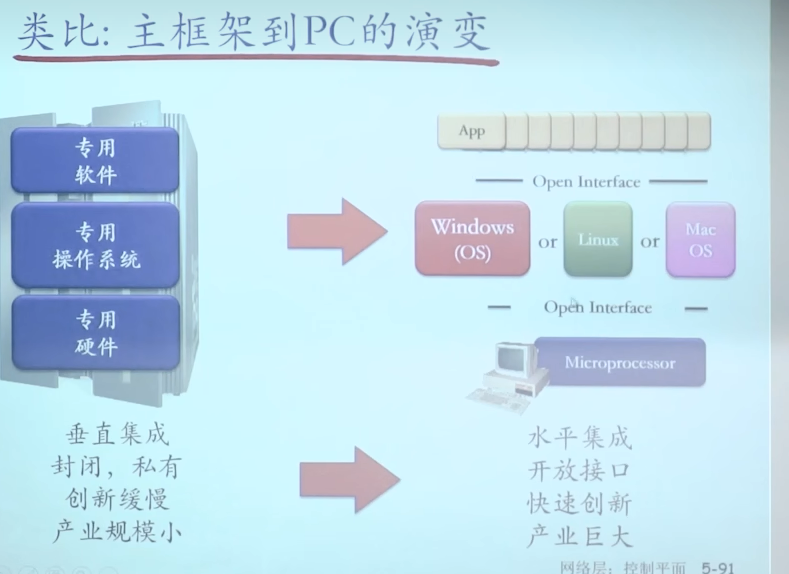 类比: 主框架到PC的演变
专用
软件
专用
操作系统
专用
硬件
垂直集成
封闭，私有
创新缓慢
产业规模小
App
Open Interface
Windows
(OS)
or
Linux
or
Mac
OS
Open Interface
Microprocessor
水平集成
开放接口
快速创新
产业巨大
网络层：控制平面 5-91